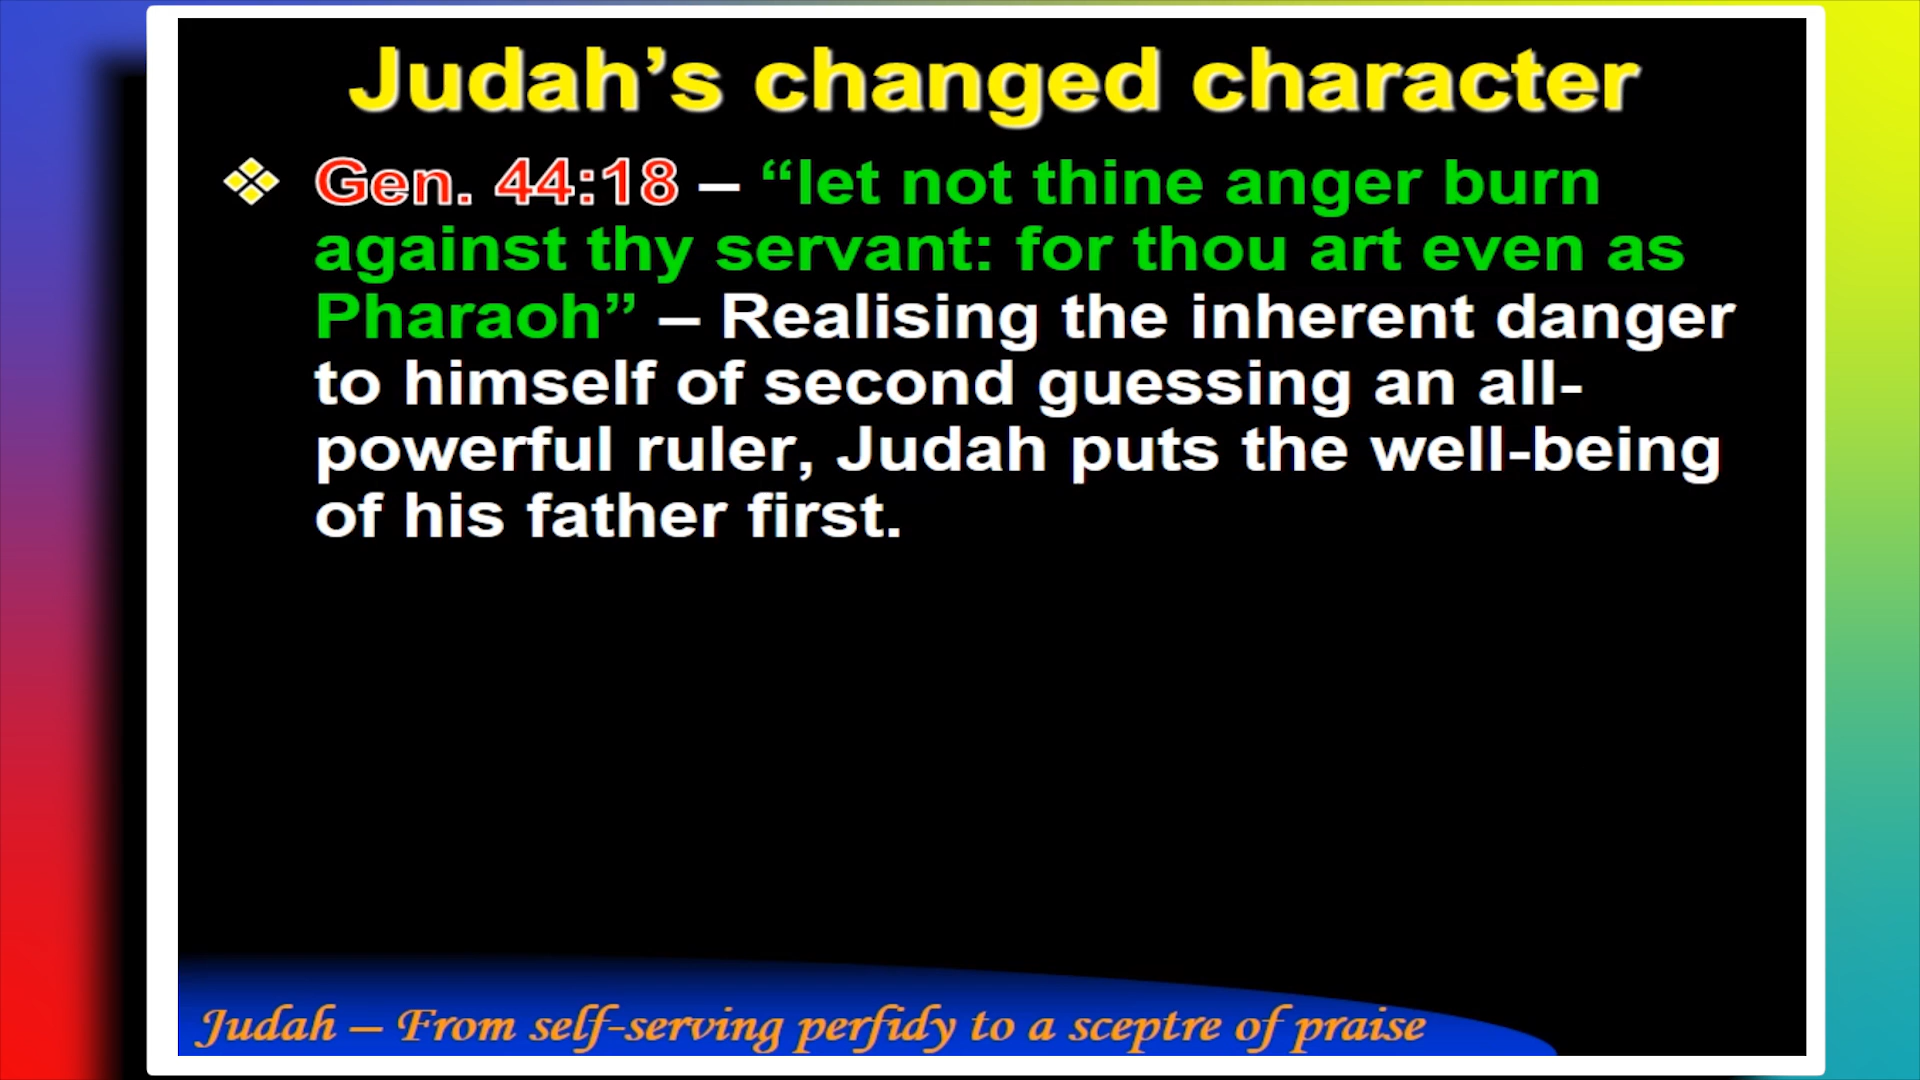 Judah’s changed character
Gen. 44:18 – “let not thine anger burn
against thy servant: for thou art even as
Pharaoh” – Realising the inherent danger
to himself of second guessing an all-
powerful ruler, Judah puts the well-being
of his father first.
Judah – From self-serving perfidy to a sceptre of praise